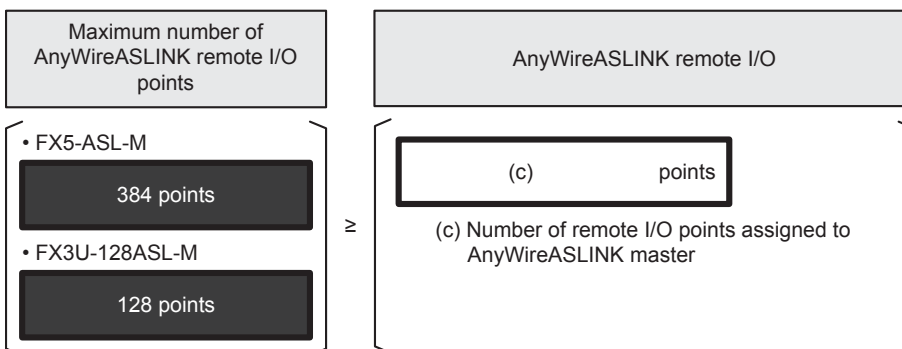 Maximum number of
AnyWireASLINK remote I/O
points
AnyWireASLINK remote I/O
• FX5-ASL-M
384 points
• FX3U-128ASL-M
128 points
≥
(c) points
(c) Number of remote I/O points assigned to
AnyWireASLINK master